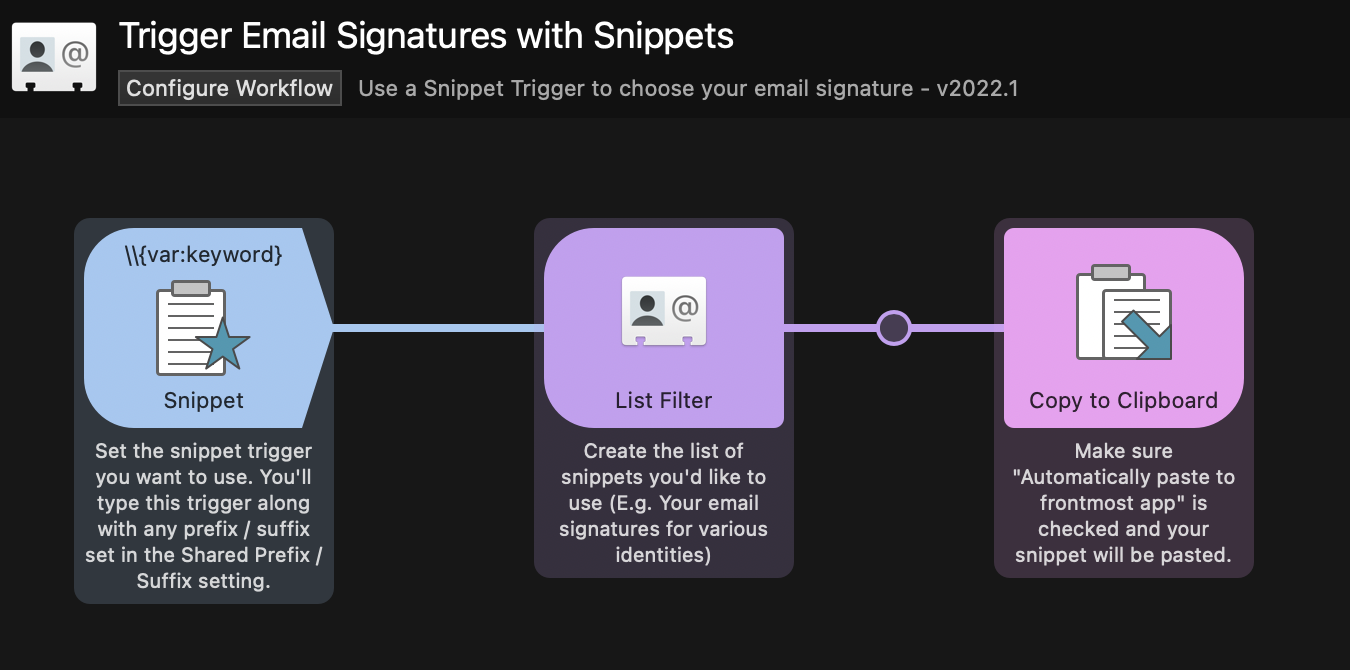 Trigger Email Signatures with Snippets
Configure Workflow
Use a Snippet Trigger to choose your email signature - v2022.1
\\{var:keyword}
Snippet
Set the snippet trigger
you want to use. You'll
type this trigger along
with any prefix / suffix
set in the Shared Prefix /
Suffix setting.
@
List Filter
Create the list of
snippets you'd like to
use (E.g. Your email
signatures for various
identities)
Copy to Clipboard
Make sure
"Automatically paste to
frontmost app" is
checked and your
snippet will be pasted.